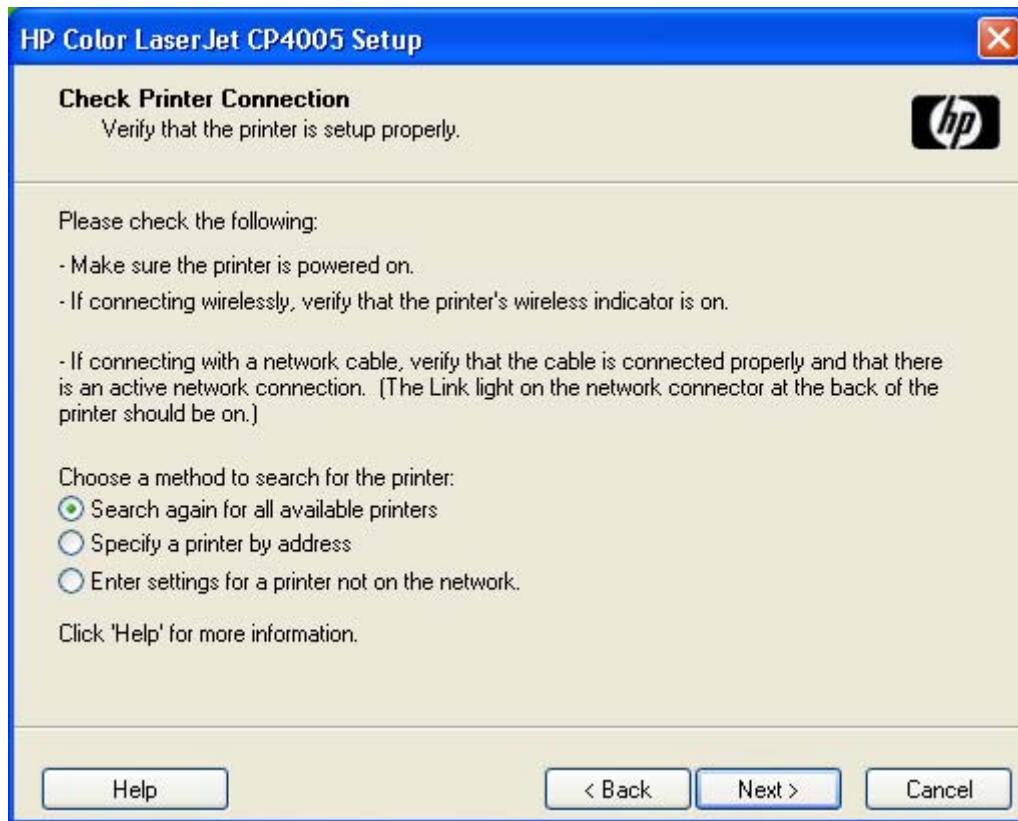 HP Color LaserJet CP4005 Setup
Check Printer Connection
Verify that the printer is setup properly.
hp
Please check the following:
- Make sure the printer is powered on.
- If connecting wirelessly, verify that the printer's wireless indicator is on.
- If connecting with a network cable, verify that the cable is connected properly and that there
is an active network connection.  (The Link light on the network connector at the back of the
printer should be on.)
Choose a method to search for the printer:
Search again for all available printers
Specify a printer by address
Enter settings for a printer not on the network.
Click 'Help' for more information.
Help
< Back
Next >
Cancel